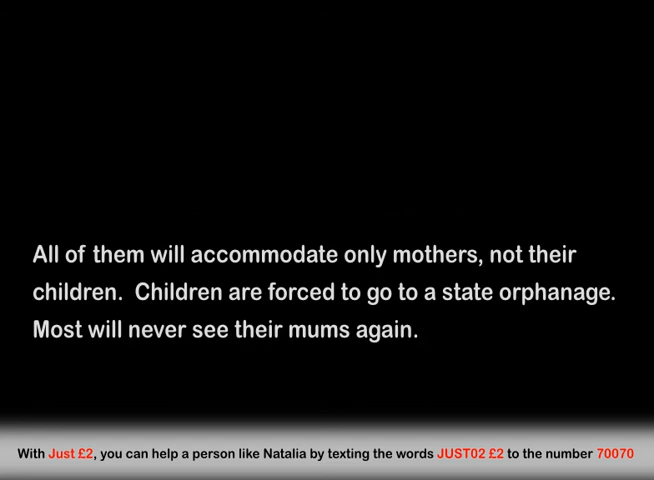 All of them will accommodate only mothers, not their
children.  Children are forced to go to a state orphanage.
Most will never see their mums again.
With Just £2, you can help a person like Natalia by texting the words JUST02 £2 to the number 70070